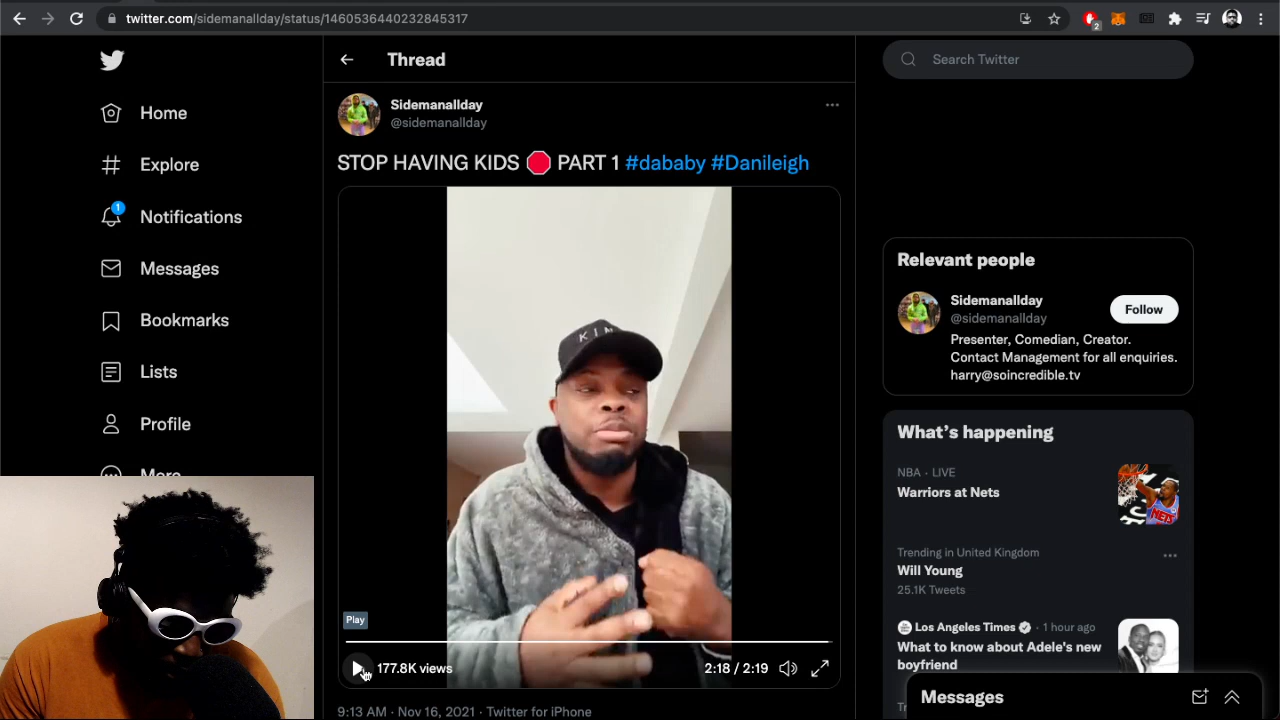 twitter.com/sidemanallday/status/1460536440232845317
2
Home
Explore
1
Notifications
Messages
Bookmarks
Lists
Profile
More
Thread
Sidemanallday
@sidemanallday
STOP HAVING KIDS 🛑 PART 1 #dababy #Danileigh
KIN
Play
177.8K views
2:18 / 2:19
9:13 AM · Nov 16, 2021 · Twitter for iPhone
Search Twitter
Relevant people
Sidemanallday
@sidemanallday
Follow
Presenter, Comedian, Creator.
Contact Management for all enquiries.
harry@soincredible.tv
What's happening
NBA · LIVE
Warriors at Nets
NETS
Trending in United Kingdom
Will Young
25.1K Tweets
Los Angeles Times · 1 hour ago
What to know about Adele's new
boyfriend
Messages